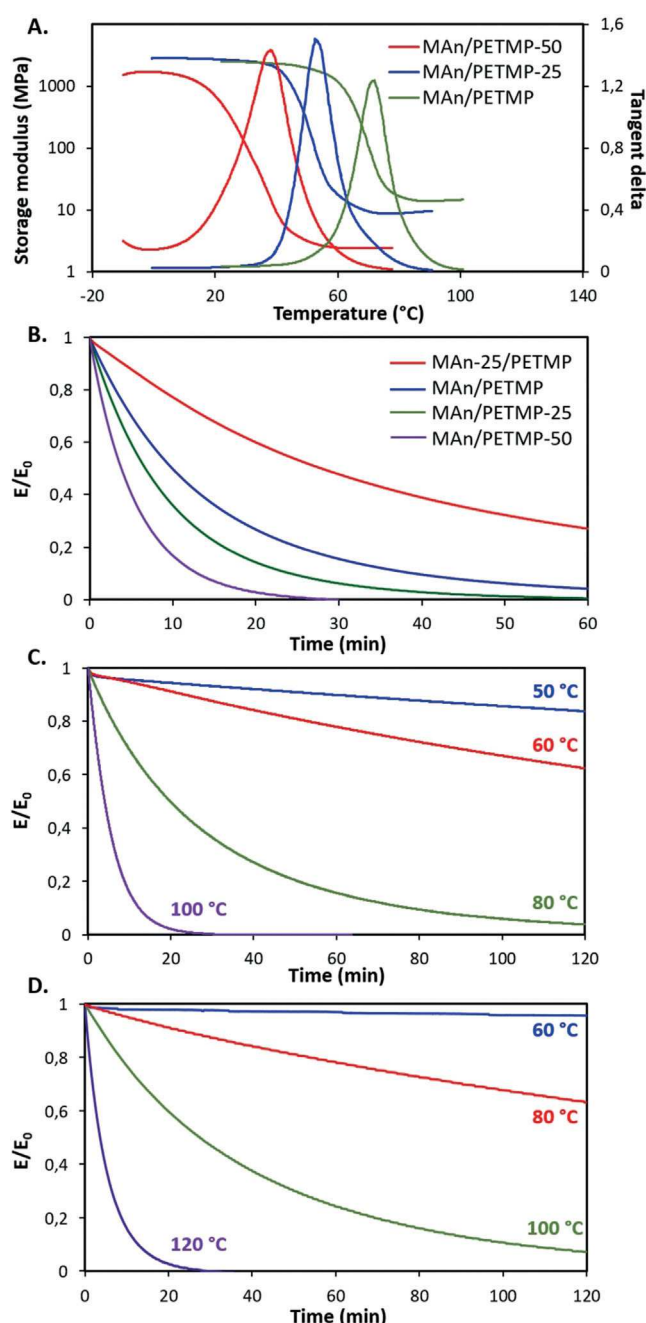 A.
1,6
1,2
0,8
0,4
0
Tangent delta
1000
100
10
1
Storage modulus (MPa)
MAn/PETMP-50
MAn/PETMP-25
MAn/PETMP
-20 20 60 100 140
Temperature (°C)
B.
1
0,8
0,6
0,4
0,2
0
E/E0
MAn-25/PETMP
MAn/PETMP
MAn/PETMP-25
MAn/PETMP-50
0 10 20 30 40 50 60
Time (min)
C.
1
0,8
0,6
0,4
0,2
0
E/E0
50 °C
60 °C
80 °C
100 °C
0 20 40 60 80 100 120
Time (min)
D.
1
0,8
0,6
0,4
0,2
0
E/E0
60 °C
80 °C
100 °C
120 °C
0 20 40 60 80 100 120
Time (min)